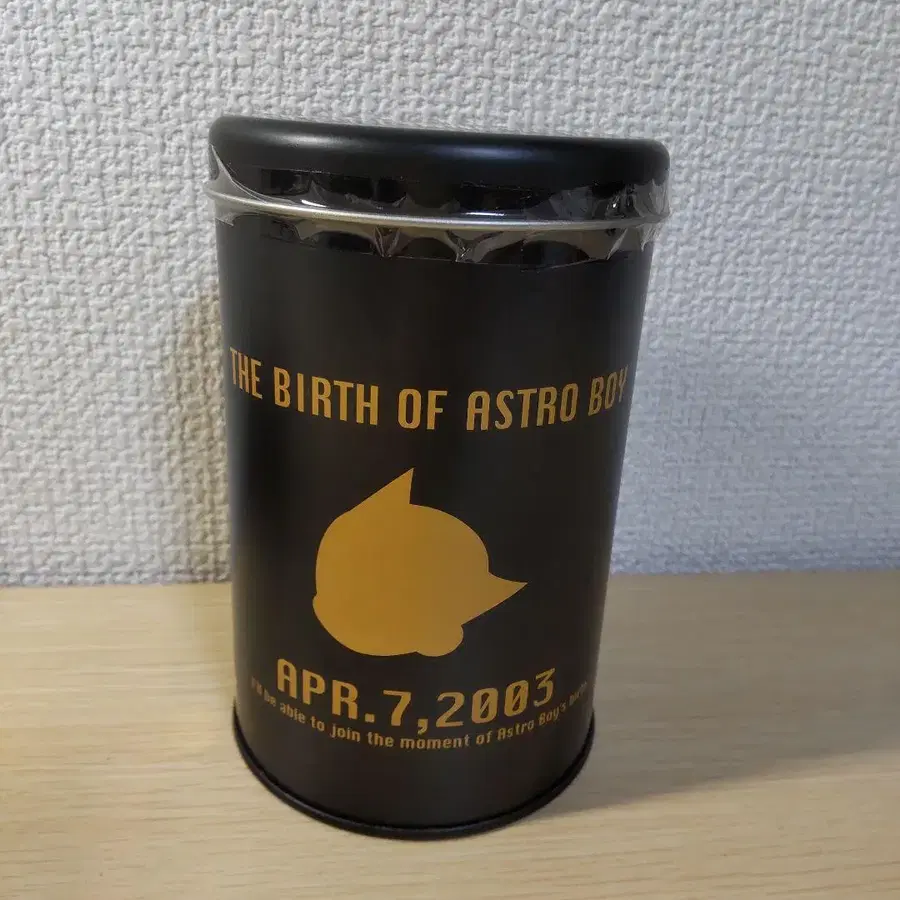 THE BIRTH OF ASTRO BOY
APR.7,2003
I'll be able to join the moment of Astro Boy's birth